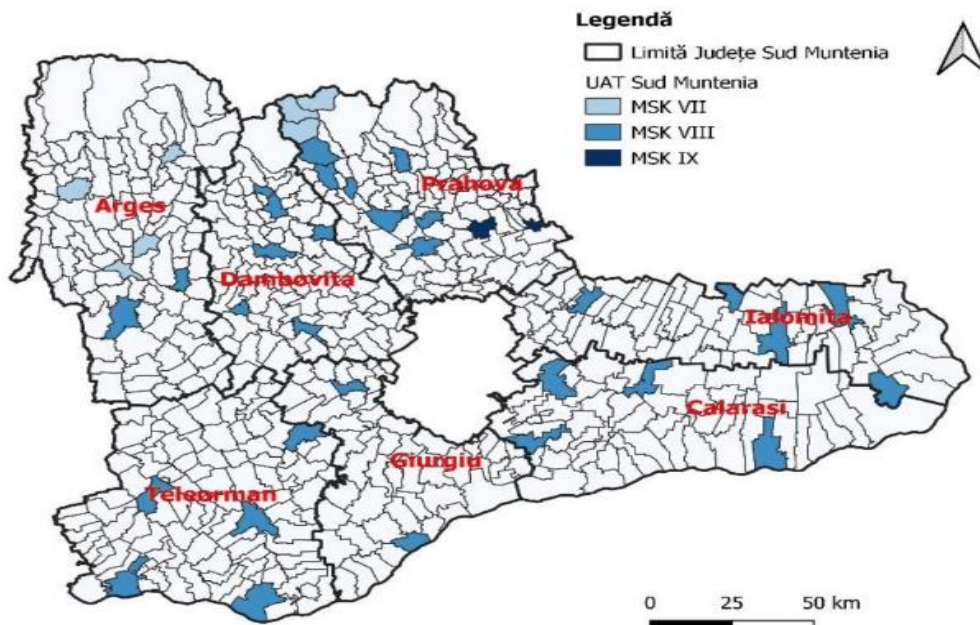 Legendă
Limită Județe Sud Muntenia
UAT Sud Muntenia
MSK VII
MSK VIII
MSK IX
Prahova
Arges
Dambovita
Ialomita
Calarasi
Giurgiu
Teleorman
0 25 50 km